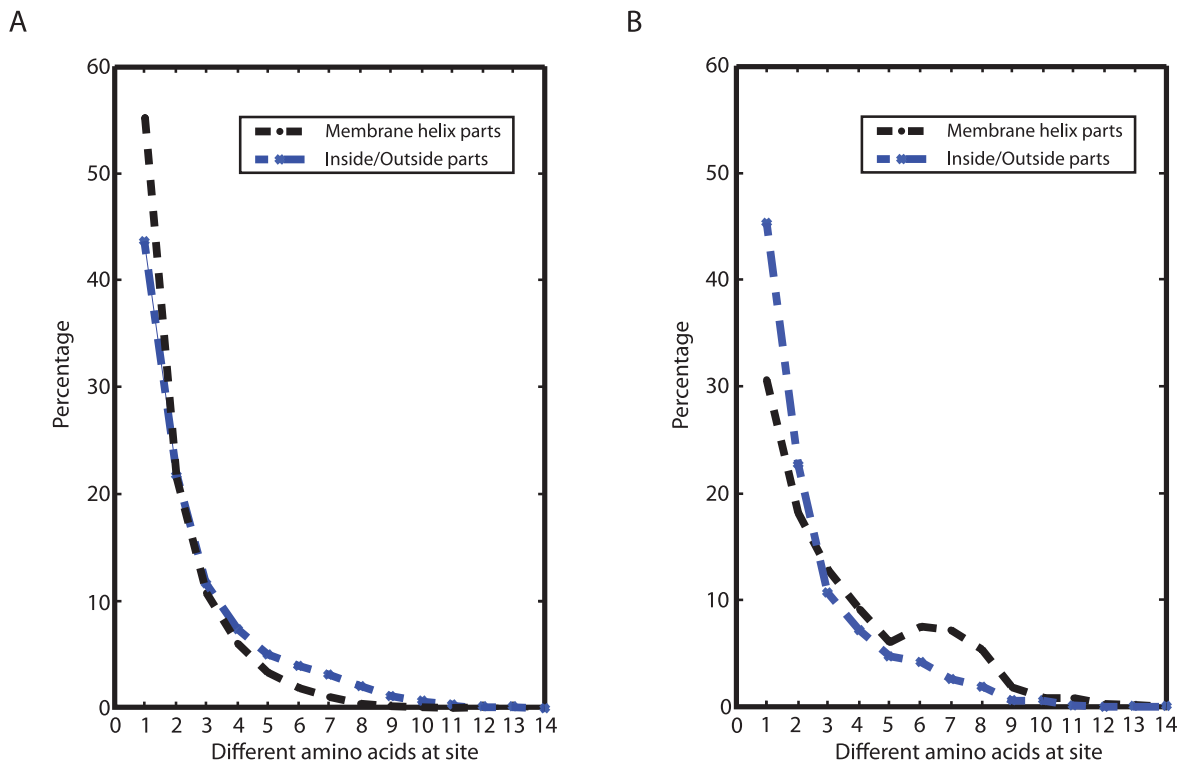 A
60
50
40
30
20
10
0
Percentage
Membrane helix parts
Inside/Outside parts
1 2 3 4 5 6 7 8 9 10 11 12 13 14
Different amino acids at site
B
60
50
40
30
20
10
0
Percentage
Membrane helix parts
Inside/Outside parts
0 1 2 3 4 5 6 7 8 9 10 11 12 13 14
Different amino acids at site